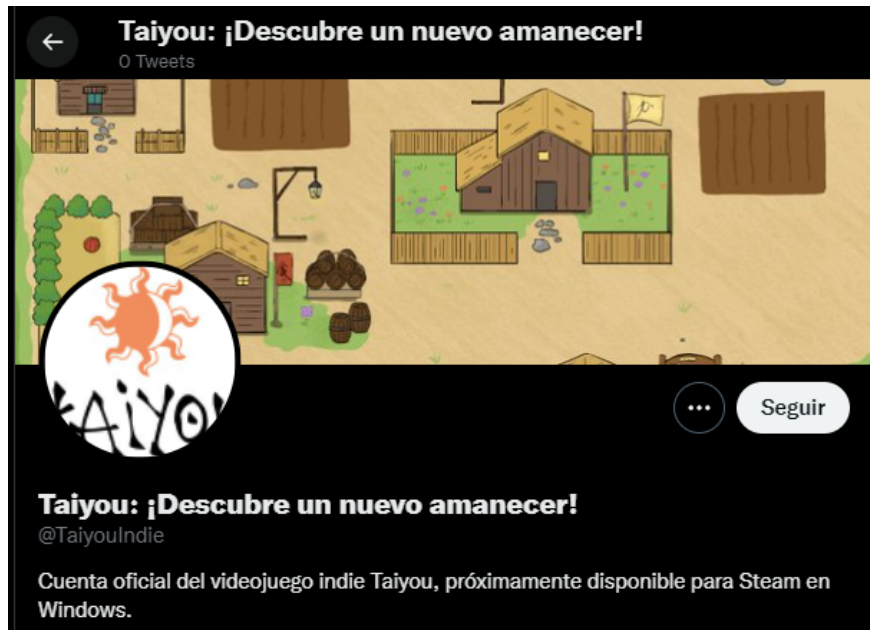 Taiyou: ¡Descubre un nuevo amanecer!
0 Tweets
TAiYOU
Seguir
Taiyou: ¡Descubre un nuevo amanecer!
@TaiyouIndie
Cuenta oficial del videojuego indie Taiyou, próximamente disponible para Steam en
Windows.